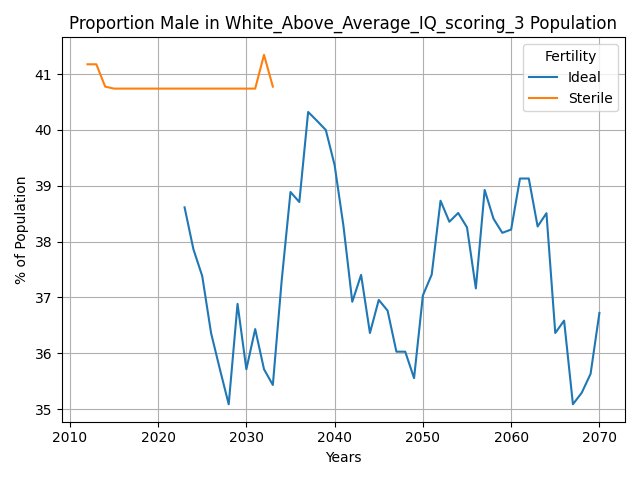 Proportion Male in White_Above_Average_IQ_scoring_3 Population
Fertility
Ideal
Sterile
41
40
39
38
37
36
35
% of Population
2010
2020
2030
2040
2050
2060
2070
Years